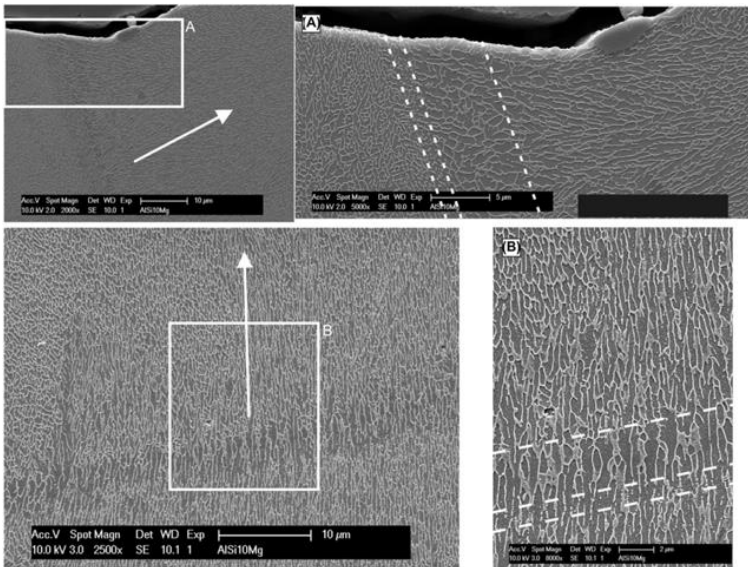 A
Acc.V Spot Magn Det WD Exp 10 µm
10.0 kV 2.0 2000x SE 10.0 1 AlSi10Mg
(A)
Acc.V Spot Magn Det WD Exp 5 µm
10.0 kV 2.0 5000x SE 10.0 1 AlSi10Mg
B
Acc.V Spot Magn Det WD Exp 10 µm
10.0 kV 3.0 2500x SE 10.1 1 AlSi10Mg
(B)
Acc.V Spot Magn Det WD Exp 2 µm
10.0 kV 3.0 8000x SE 10.1 1 AlSi10Mg